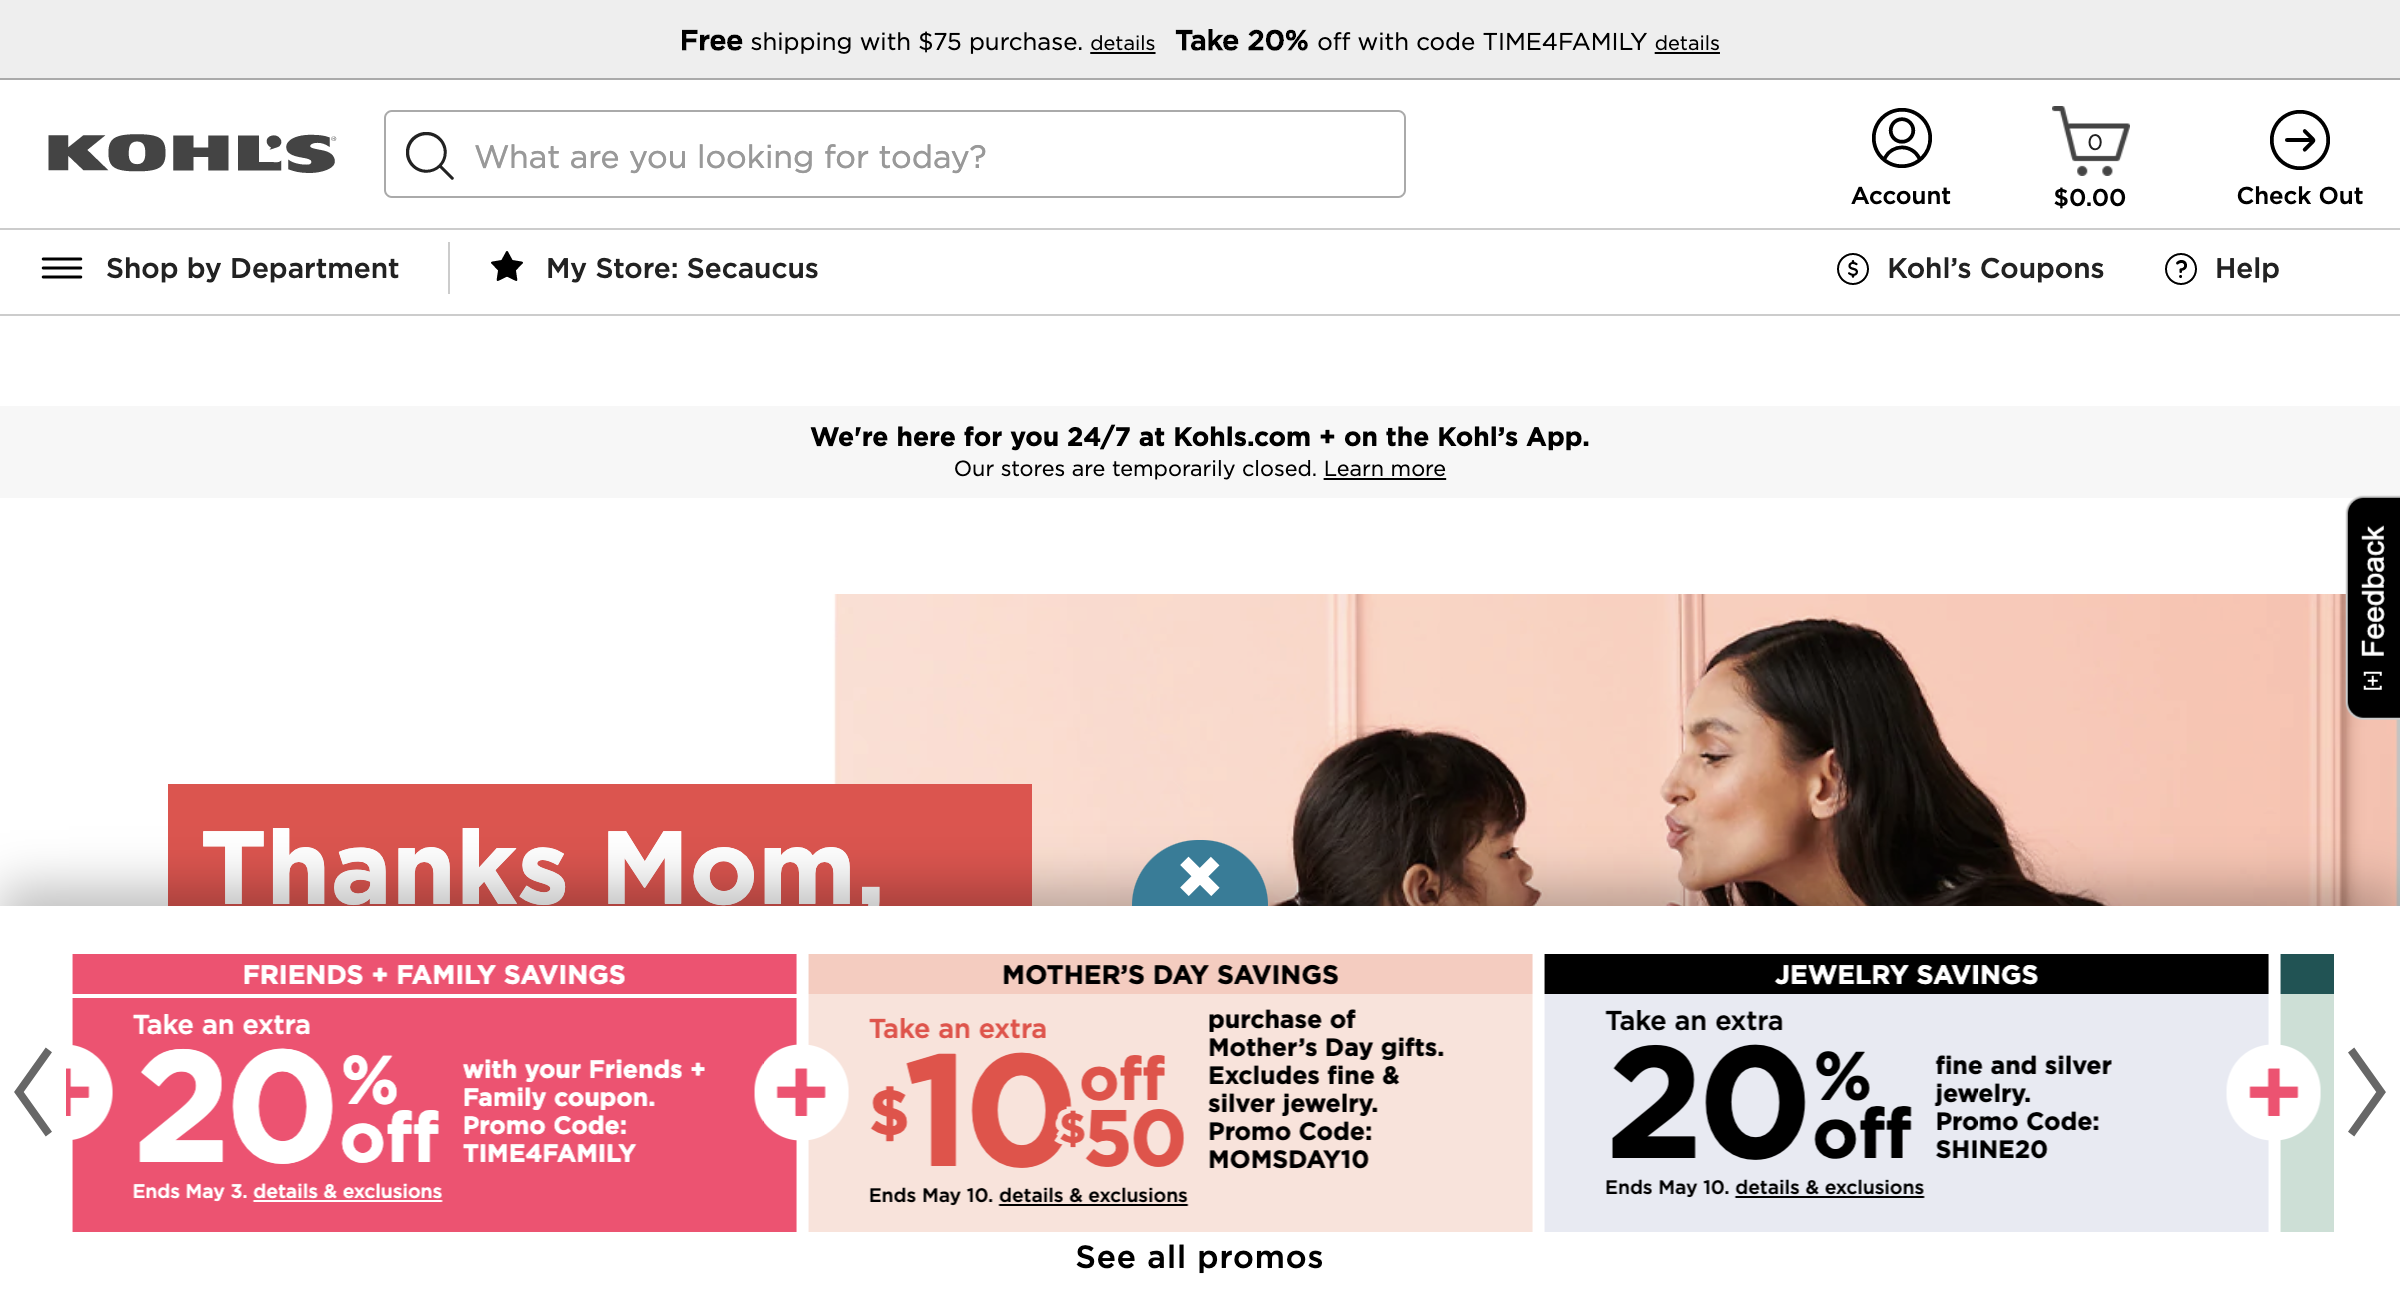 Free shipping with $75 purchase. details Take 20% off with code TIME4FAMILY details
KOHL'S
What are you looking for today?
Account
0
$0.00
Check Out
Shop by Department
My Store: Secaucus
$ Kohl’s Coupons
? Help
We're here for you 24/7 at Kohls.com + on the Kohl’s App.
Our stores are temporarily closed. Learn more
[+] Feedback
Thanks Mom,
FRIENDS + FAMILY SAVINGS
Take an extra
20% off
with your Friends +
Family coupon.
Promo Code:
TIME4FAMILY
Ends May 3. details & exclusions
MOTHER’S DAY SAVINGS
Take an extra
$10 off $50
purchase of
Mother’s Day gifts.
Excludes fine &
silver jewelry.
Promo Code:
MOMSDAY10
Ends May 10. details & exclusions
JEWELRY SAVINGS
Take an extra
20% off
fine and silver
jewelry.
Promo Code:
SHINE20
Ends May 10. details & exclusions
See all promos